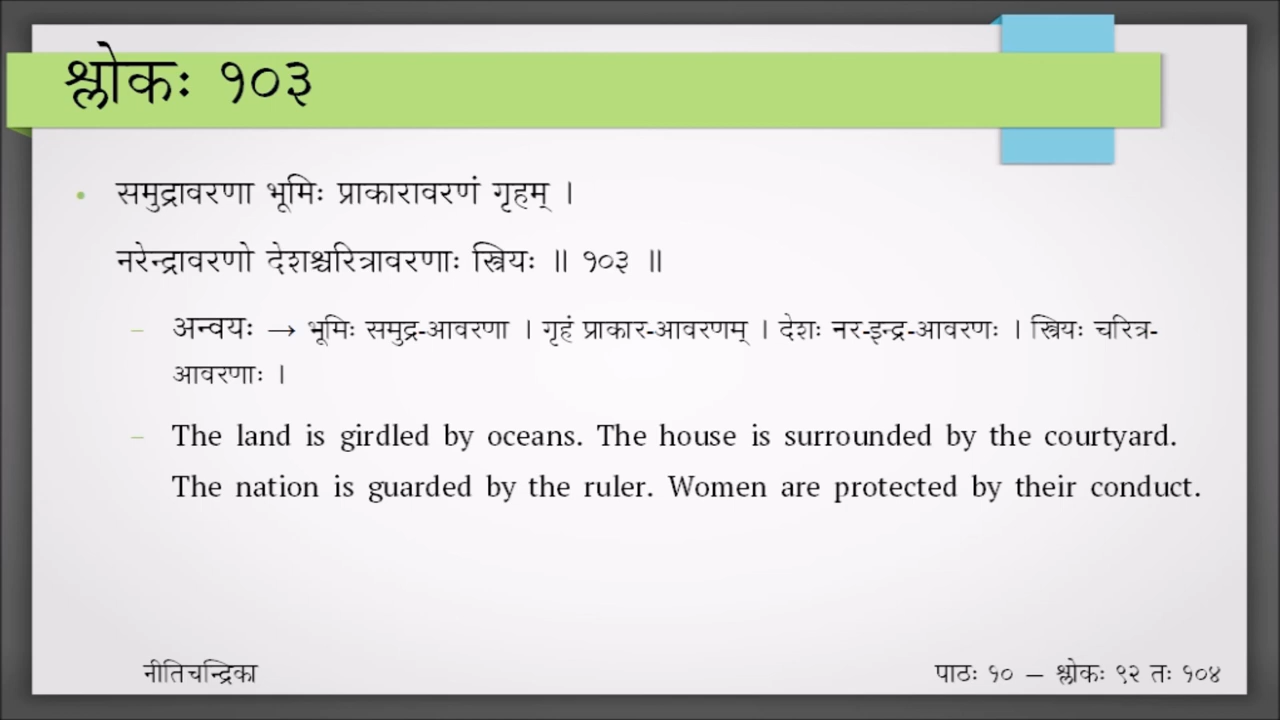 श्लोकः १०३
• समुद्रावरणा भूमिः प्राकारावरणं गृहम् ।
नरेन्द्रावरणो देशश्चरित्रावरणाः स्त्रियः ॥ १०३ ॥
– अन्वयः → भूमिः समुद्र-आवरणा । गृहं प्राकार-आवरणम् । देशः नर-इन्द्र-आवरणः । स्त्रियः चरित्र-
आवरणाः ।
– The land is girdled by oceans. The house is surrounded by the courtyard.
The nation is guarded by the ruler. Women are protected by their conduct.
नीतिचन्द्रिका
पाठः १० – श्लोकः ९२ तः १०४